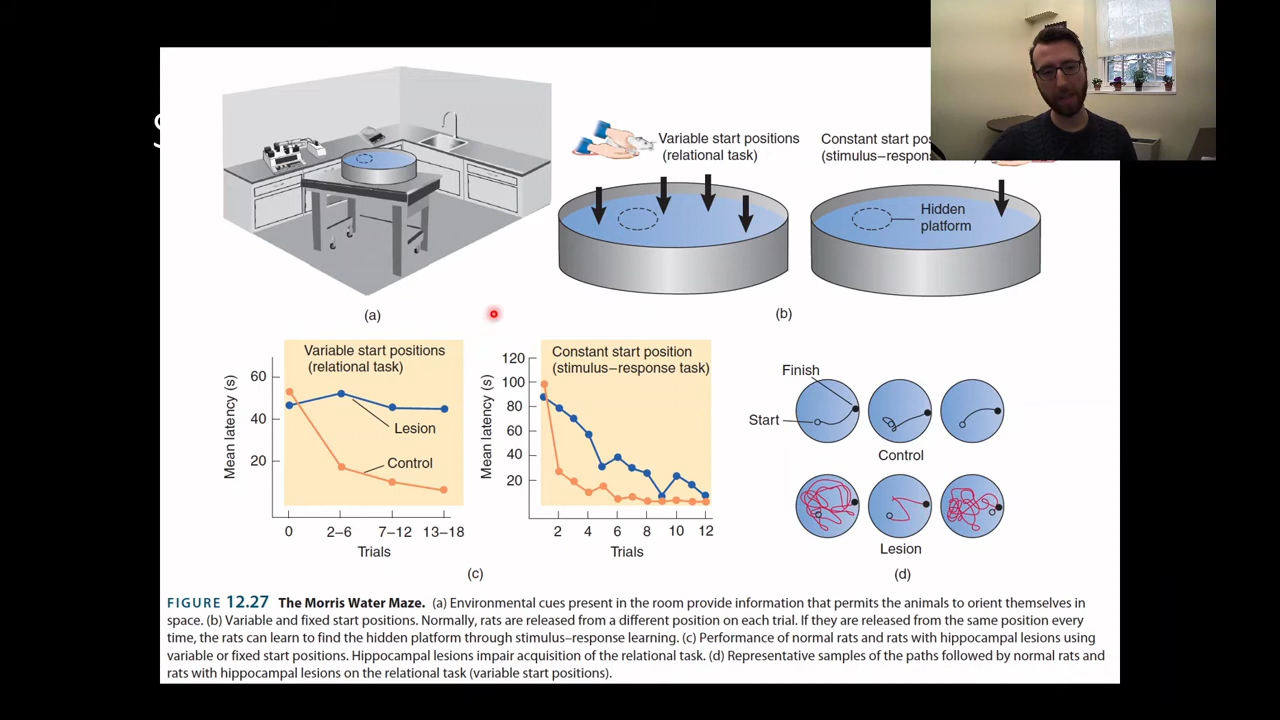 S
Variable start positions
(relational task)
Constant start po
(stimulus–respon
Hidden
platform
(a)
(b)
Variable start positions
(relational task)
Mean latency (s)
60
40
20
Lesion
Control
0 2–6 7–12 13–18
Trials
Constant start position
(stimulus–response task)
Mean latency (s)
120
100
80
60
40
20
2 4 6 8 10 12
Trials
(c)
Finish
Start
Control
Lesion
(d)
FIGURE 12.27 The Morris Water Maze. (a) Environmental cues present in the room provide information that permits the animals to orient themselves in
space. (b) Variable and fixed start positions. Normally, rats are released from a different position on each trial. If they are released from the same position every
time, the rats can learn to find the hidden platform through stimulus–response learning. (c) Performance of normal rats and rats with hippocampal lesions using
variable or fixed start positions. Hippocampal lesions impair acquisition of the relational task. (d) Representative samples of the paths followed by normal rats and
rats with hippocampal lesions on the relational task (variable start positions).